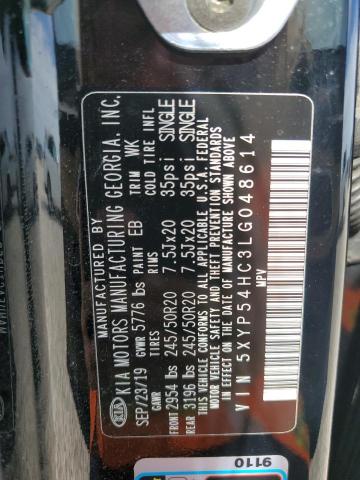 MANUFACTURED BY
KIA KIA MOTORS MANUFACTURING GEORGIA, INC.
SEP/23/19 GVWR 5776 lbs PAINT EB TRIM WK
GAWR TIRES RIMS COLD TIRE INFL
FRONT 2954 lbs 245/50R20 7.5Jx20 35psi SINGLE
REAR 3196 lbs 245/50R20 7.5Jx20 35psi SINGLE
THIS VEHICLE CONFORMS TO ALL APPLICABLE U.S.A. FEDERAL
MOTOR VEHICLE SAFETY AND THEFT PREVENTION STANDARDS
IN EFFECT ON THE DATE OF MANUFACTURE SHOWN ABOVE.
VIN 5XYP54HC3LG048614
MPV
9110